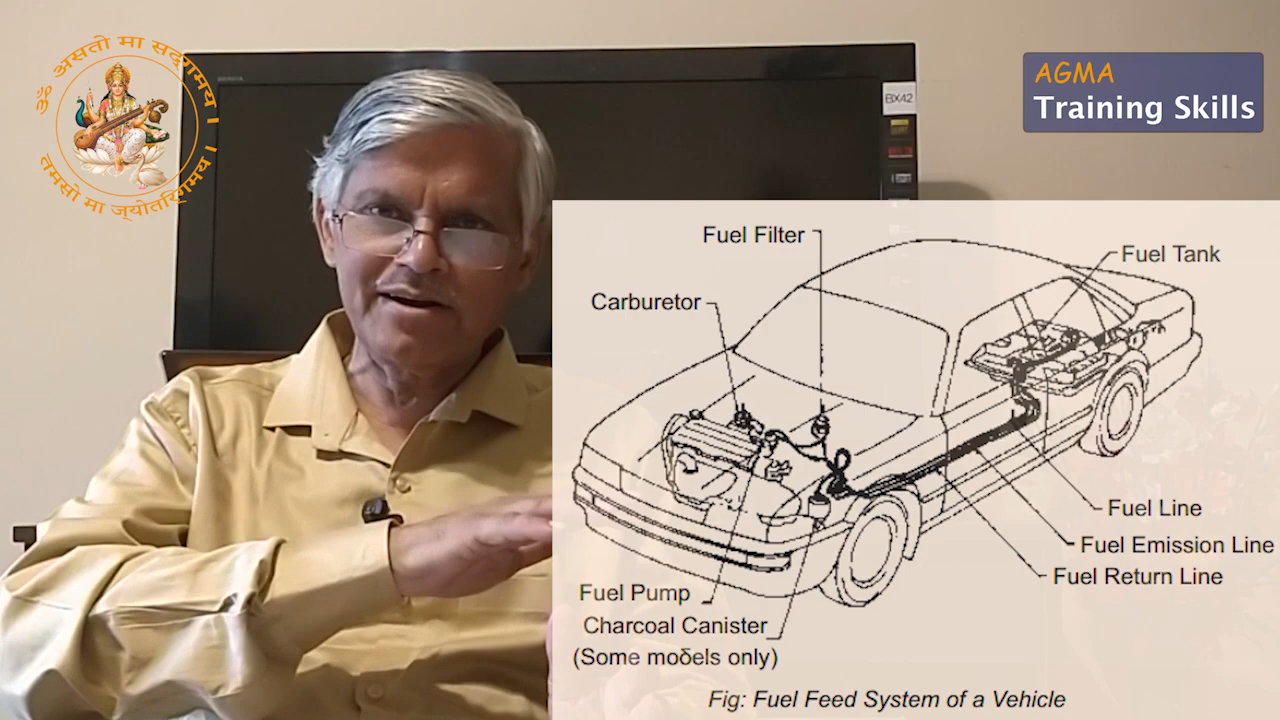 ॐ असतो मा सद्गमय ।
तमसो मा ज्योतिर्गमय ।
AGMA
Training Skills
BX42
Fuel Filter
Fuel Tank
Carburetor
Fuel Line
Fuel Emission Line
Fuel Return Line
Fuel Pump
Charcoal Canister
(Some moδels only)
Fig: Fuel Feed System of a Vehicle